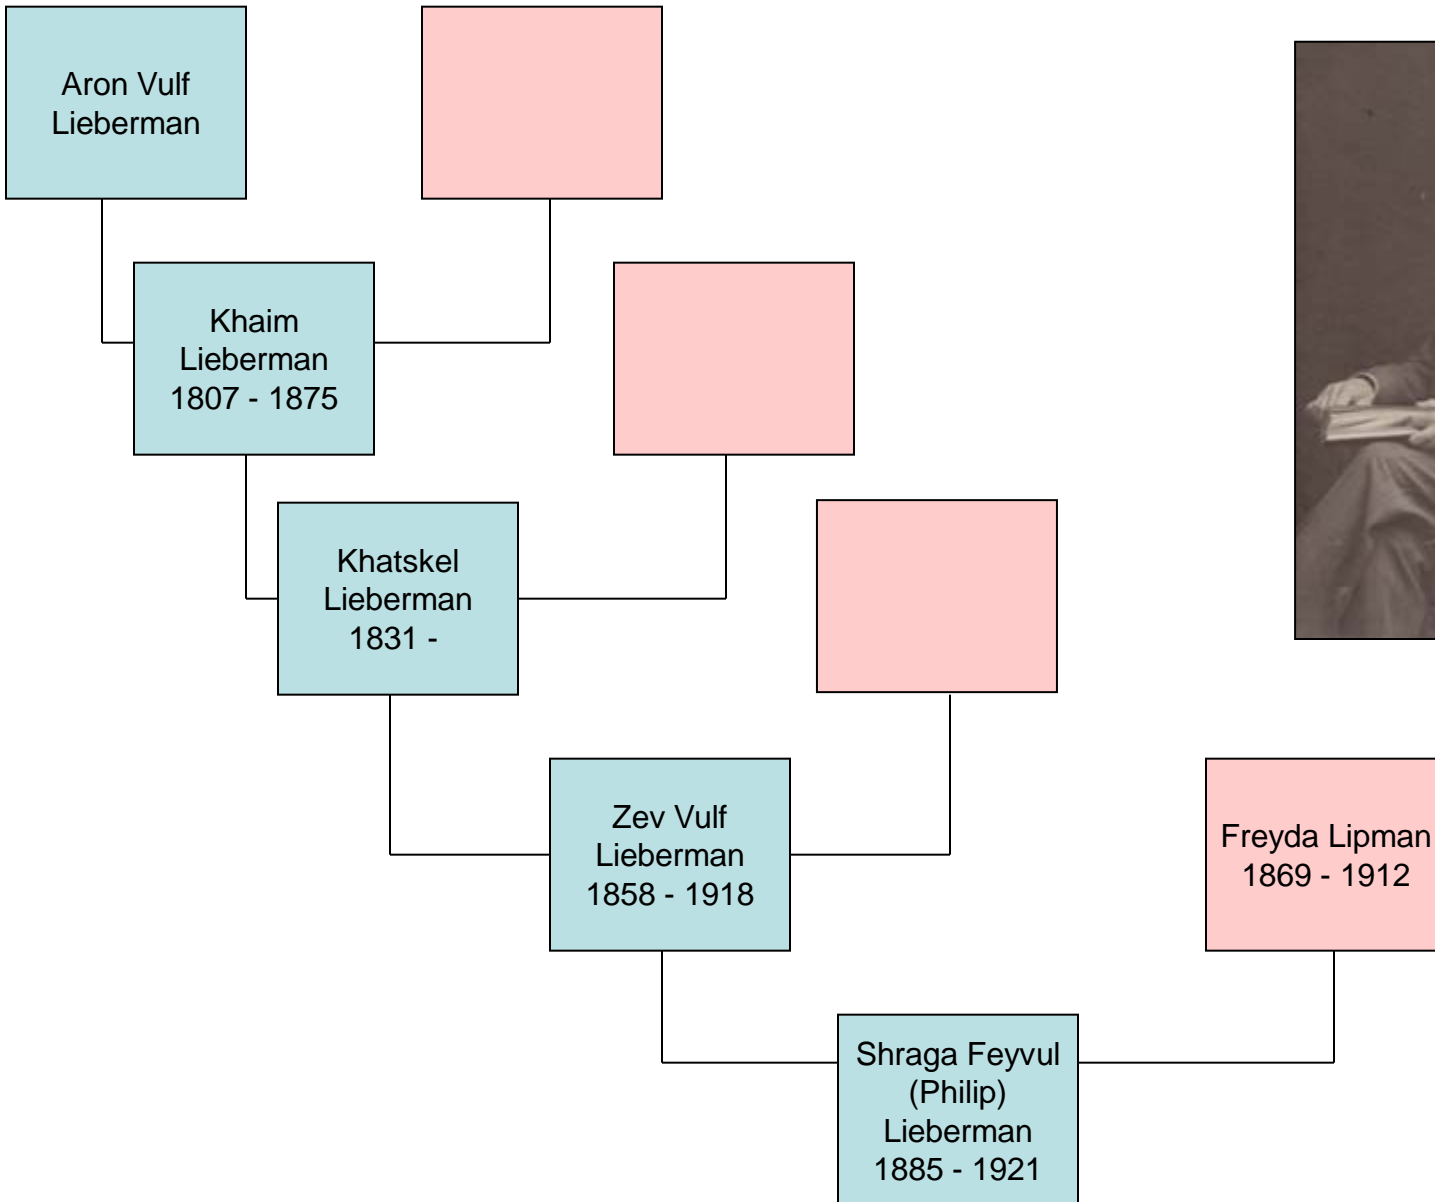 Aron Vulf
Lieberman
Khaim
Lieberman
1807 - 1875
Khatskel
Lieberman
1831 -
Zev Vulf
Lieberman
1858 - 1918
Freyda Lipman
1869 - 1912
Shraga Feyvul
(Philip)
Lieberman
1885 - 1921